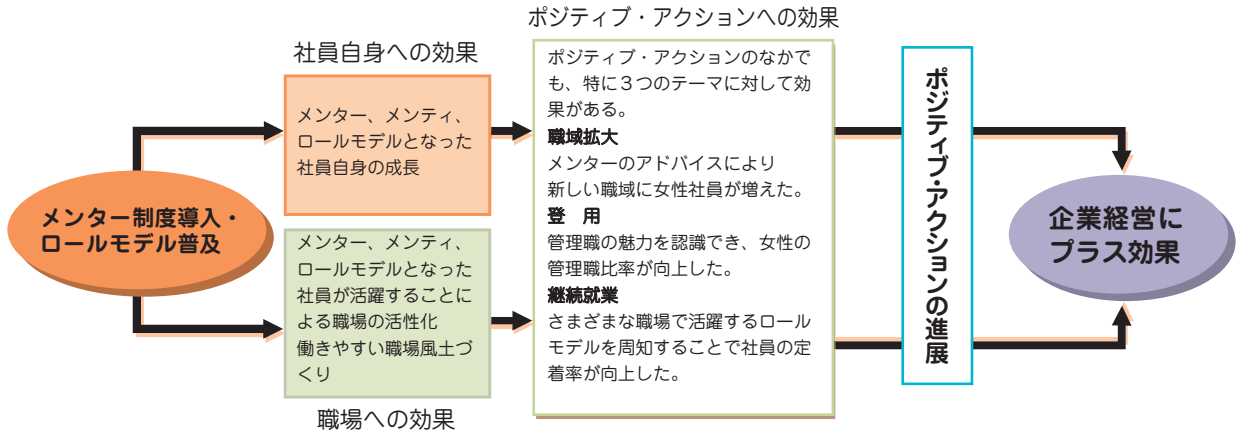 メンター制度導入・
ロールモデル普及
社員自身への効果
メンター、メンティ、
ロールモデルとなった
社員自身の成長
メンター、メンティ、
ロールモデルとなった
社員が活躍することに
よる職場の活性化
働きやすい職場風土づ
くり
職場への効果
ポジティブ・アクションへの効果
ポジティブ・アクションのなかで
も、特に３つのテーマに対して効
果がある。
職域拡大
メンターのアドバイスにより
新しい職域に女性社員が増えた。
登　用
管理職の魅力を認識でき、女性の
管理職比率が向上した。
継続就業
さまざまな職場で活躍するロール
モデルを周知することで社員の定
着率が向上した。
ポジティブ・アクションの進展
企業経営に
プラス効果